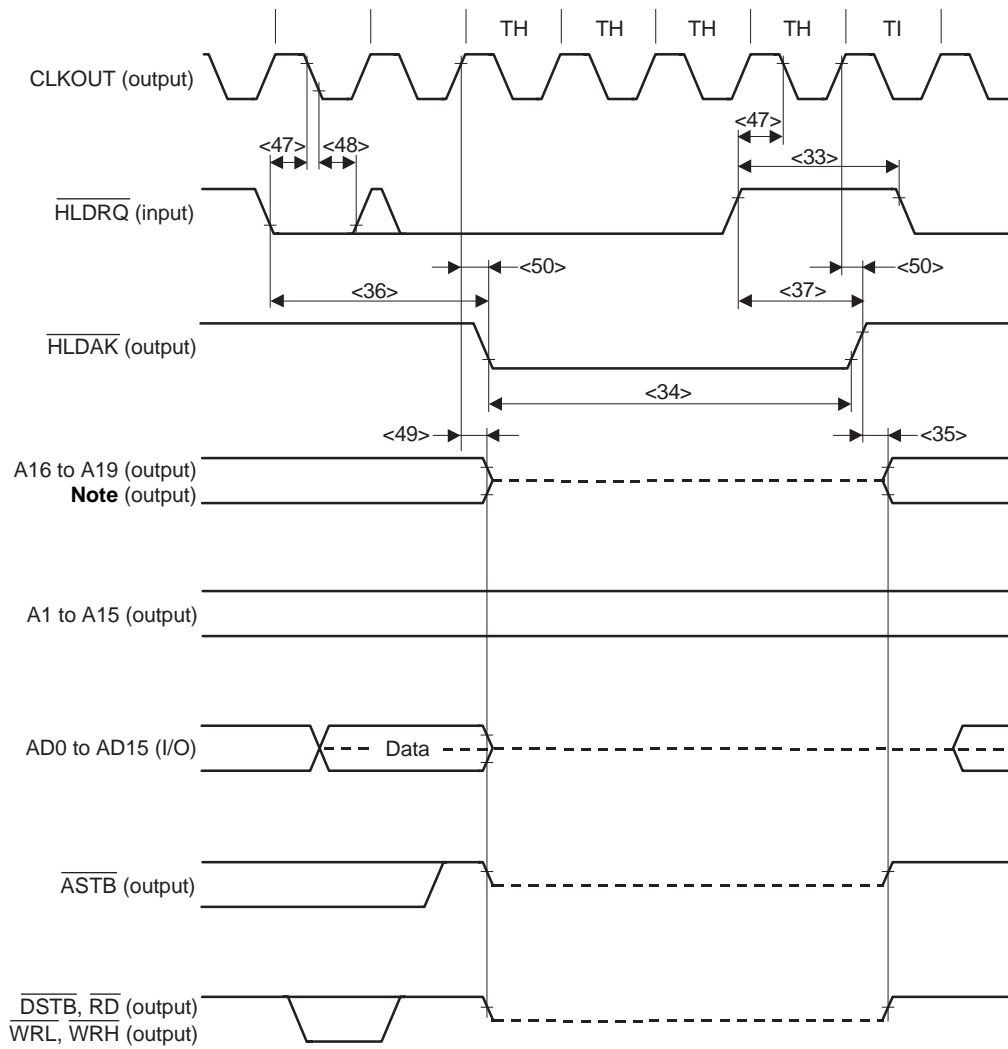 TH TH TH TH TI
CLKOUT (output)
<47> <48> <47>
<33>
HLDRQ (input)
<50> <50>
<36> <37>
HLDAK (output)
<34>
<49> <35>
A16 to A19 (output)
Note (output)
A1 to A15 (output)
AD0 to AD15 (I/O) Data
ASTB (output)
DSTB, RD (output)
WRL, WRH (output)